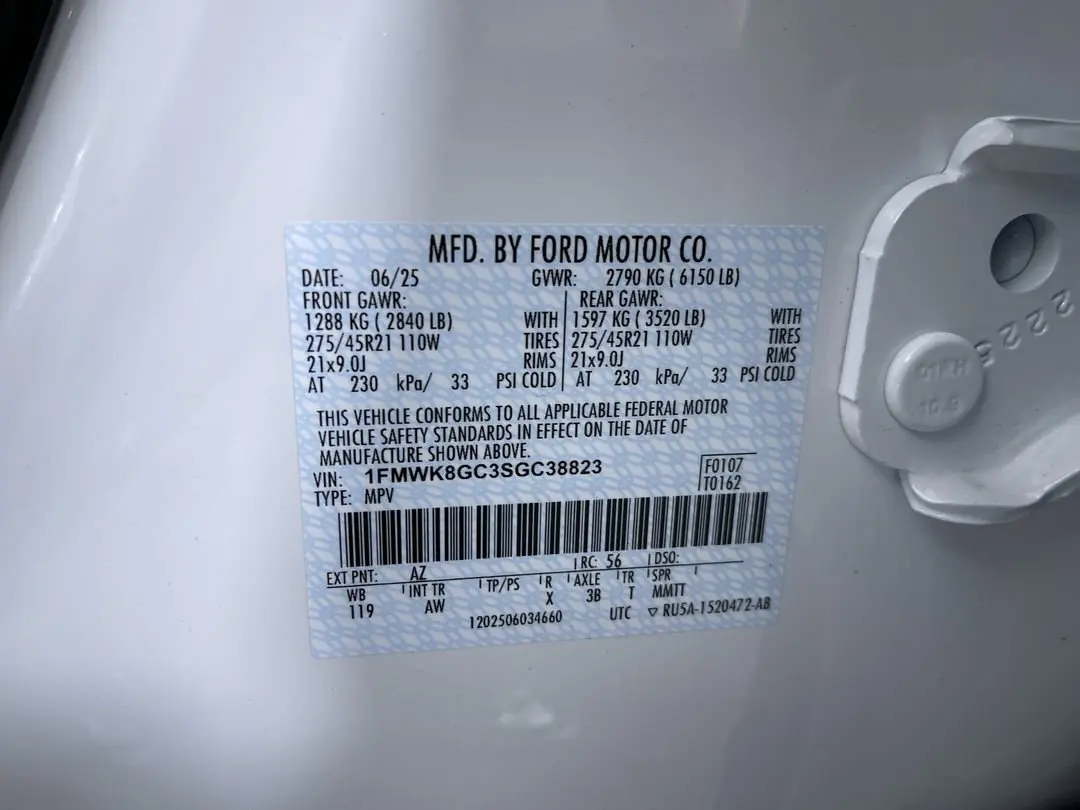 MFD. BY FORD MOTOR CO.
DATE: 06/25 GVWR: 2790 KG ( 6150 LB)
FRONT GAWR: REAR GAWR:
1288 KG ( 2840 LB) WITH 1597 KG ( 3520 LB) WITH
275/45R21 110W TIRES 275/45R21 110W TIRES
21x9.0J RIMS 21x9.0J RIMS
AT 230 kPa/ 33 PSI COLD AT 230 kPa/ 33 PSI COLD
THIS VEHICLE CONFORMS TO ALL APPLICABLE FEDERAL MOTOR
VEHICLE SAFETY STANDARDS IN EFFECT ON THE DATE OF
MANUFACTURE SHOWN ABOVE.
VIN: 1FMWK8GC3SGC38823 F0107
TYPE: MPV T0162
EXT PNT: AZ RC: 56 DSO:
WB INT TR TP/PS R AXLE TR SPR
119 AW X 3B T MMTT
1202506034660 UTC ▽ RU5A-1520472-AB
2225